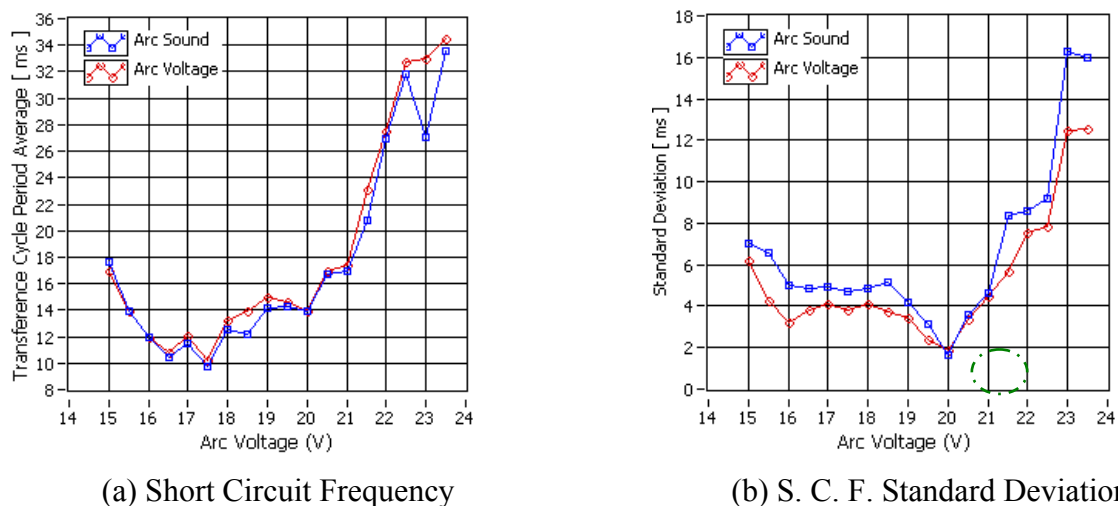 Transference Cycle Period Average [ ms ]
36
34
32
30
28
26
24
22
20
18
16
14
12
10
8
Arc Sound
Arc Voltage
14 15 16 17 18 19 20 21 22 23 24
Arc Voltage (V)
(a) Short Circuit Frequency
Standard Deviation [ ms ]
18
16
14
12
10
8
6
4
2
0
Arc Sound
Arc Voltage
14 15 16 17 18 19 20 21 22 23 24
Arc Voltage (V)
(b) S. C. F. Standard Deviation